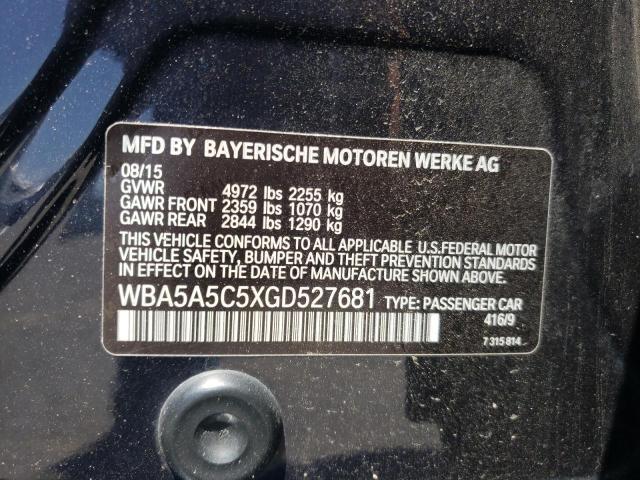 MFD BY BAYERISCHE MOTOREN WERKE AG
08/15
GVWR 4972 lbs 2255 kg
GAWR FRONT 2359 lbs 1070 kg
GAWR REAR 2844 lbs 1290 kg
THIS VEHICLE CONFORMS TO ALL APPLICABLE U.S.FEDERAL MOTOR
VEHICLE SAFETY, BUMPER AND THEFT PREVENTION STANDARDS
IN EFFECT ON THE DATE OF MANUFACTURE SHOWN ABOVE.
WBA5A5C5XGD527681 TYPE: PASSENGER CAR
416/9
7 315 814